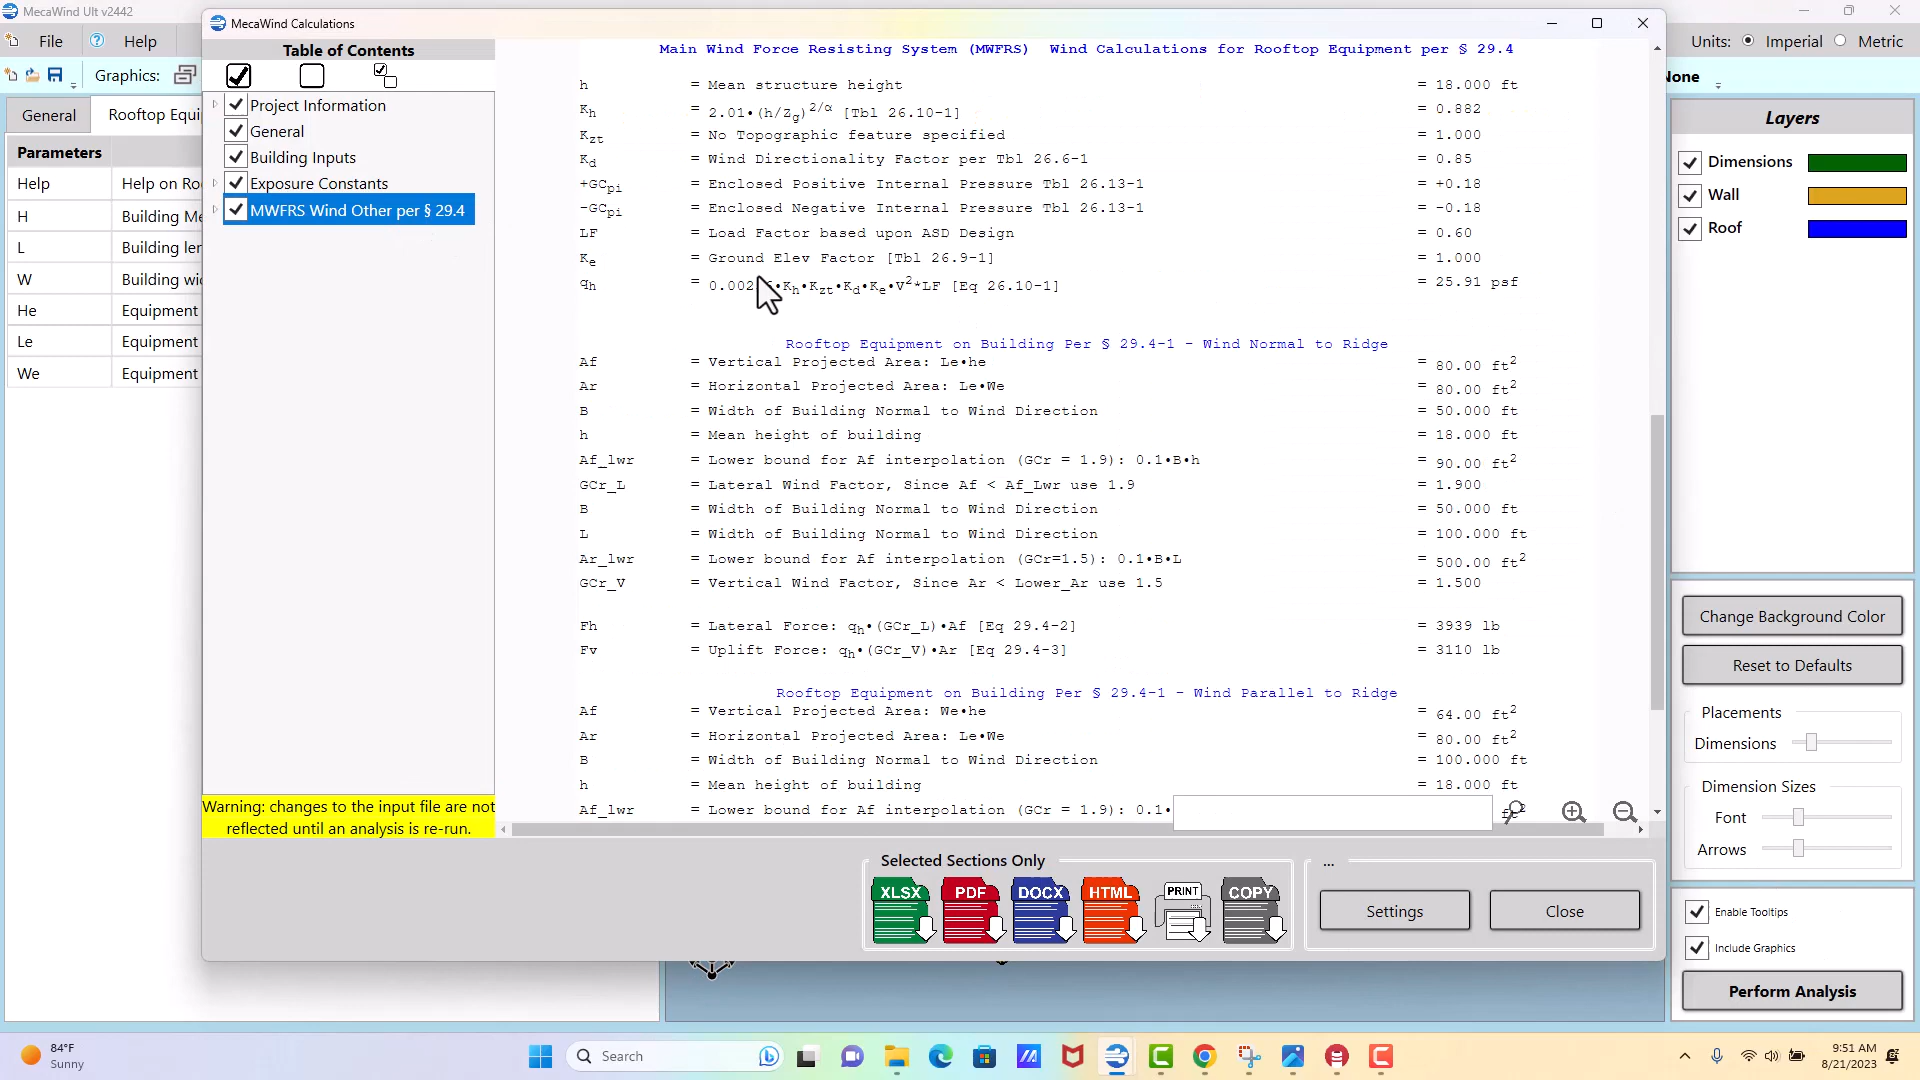 MecaWind Ult v2442
File Help
Graphics:
General Rooftop Equi
Parameters
Help Help on Ro
H Building Me
L Building len
W Building wid
He Equipment
Le Equipment
We Equipment
MecaWind Calculations
Table of Contents
Project Information
General
Building Inputs
Exposure Constants
MWFRS Wind Other per § 29.4
Warning: changes to the input file are not
reflected until an analysis is re-run.
Main Wind Force Resisting System (MWFRS) Wind Calculations for Rooftop Equipment per § 29.4
h = Mean structure height = 18.000 ft
Kh = 2.01•(h/Zg)^2/α [Tbl 26.10-1] = 0.882
Kzt = No Topographic feature specified = 1.000
Kd = Wind Directionality Factor per Tbl 26.6-1 = 0.85
+GCpi = Enclosed Positive Internal Pressure Tbl 26.13-1 = +0.18
-GCpi = Enclosed Negative Internal Pressure Tbl 26.13-1 = -0.18
LF = Load Factor based upon ASD Design = 0.60
Ke = Ground Elev Factor [Tbl 26.9-1] = 1.000
qh = •Kh•Kzt•Kd•Ke•V²*LF [Eq 26.10-1] = 25.91 psf
Rooftop Equipment on Building Per § 29.4-1 - Wind Normal to Ridge
Af = Vertical Projected Area: Le•he = 80.00 ft²
Ar = Horizontal Projected Area: Le•We = 80.00 ft²
B = Width of Building Normal to Wind Direction = 50.000 ft
h = Mean height of building = 18.000 ft
Af_lwr = Lower bound for Af interpolation (GCr = 1.9): 0.1•B•h = 90.00 ft²
GCr_L = Lateral Wind Factor, Since Af < Af_Lwr use 1.9 = 1.900
B = Width of Building Normal to Wind Direction = 50.000 ft
L = Width of Building Normal to Wind Direction = 100.000 ft
Ar_lwr = Lower bound for Af interpolation (GCr=1.5): 0.1•B•L = 500.00 ft²
GCr_V = Vertical Wind Factor, Since Ar < Lower_Ar use 1.5 = 1.500
Fh = Lateral Force: qh•(GCr_L)•Af [Eq 29.4-2] = 3939 lb
Fv = Uplift Force: qh•(GCr_V)•Ar [Eq 29.4-3] = 3110 lb
Rooftop Equipment on Building Per § 29.4-1 - Wind Parallel to Ridge
Af = Vertical Projected Area: We•he = 64.00 ft²
Ar = Horizontal Projected Area: Le•We = 80.00 ft²
B = Width of Building Normal to Wind Direction = 100.000 ft
h = Mean height of building = 18.000 ft
Af_lwr = Lower bound for Af interpolation (GCr = 1.9): 0.1• ft²
Selected Sections Only
XLSX PDF DOCX HTML PRINT COPY
...
Settings Close
Units: Imperial Metric
None
Layers
Dimensions
Wall
Roof
Change Background Color
Reset to Defaults
Placements
Dimensions
Dimension Sizes
Font
Arrows
Enable Tooltips
Include Graphics
Perform Analysis
84°F
Sunny
Search
9:51 AM
8/21/2023